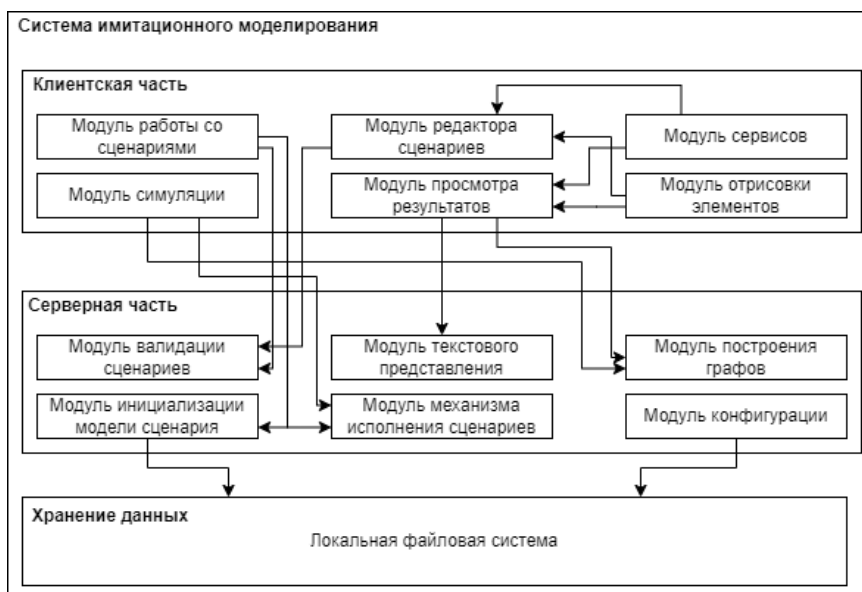 Система имитационного моделирования
Клиентская часть
Модуль работы со
сценариями
Модуль редактора
сценариев
Модуль сервисов
Модуль симуляции
Модуль просмотра
результатов
Модуль отрисовки
элементов
Серверная часть
Модуль валидации
сценариев
Модуль текстового
представления
Модуль построения
графов
Модуль инициализации
модели сценария
Модуль механизма
исполнения сценариев
Модуль конфигурации
Хранение данных
Локальная файловая система